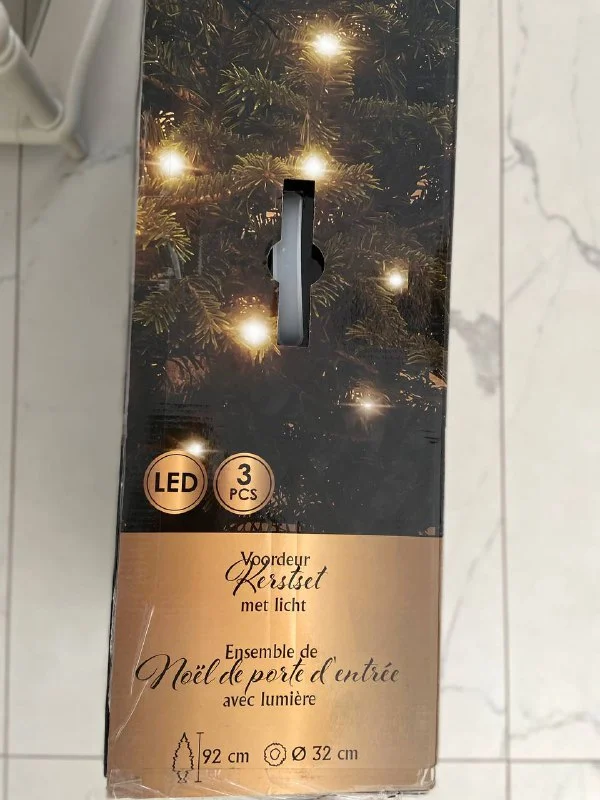 LED
3
PCS
Voordeur
Kerstset
met licht
Ensemble de
Noël de porte d'entrée
avec lumière
92 cm Ø 32 cm